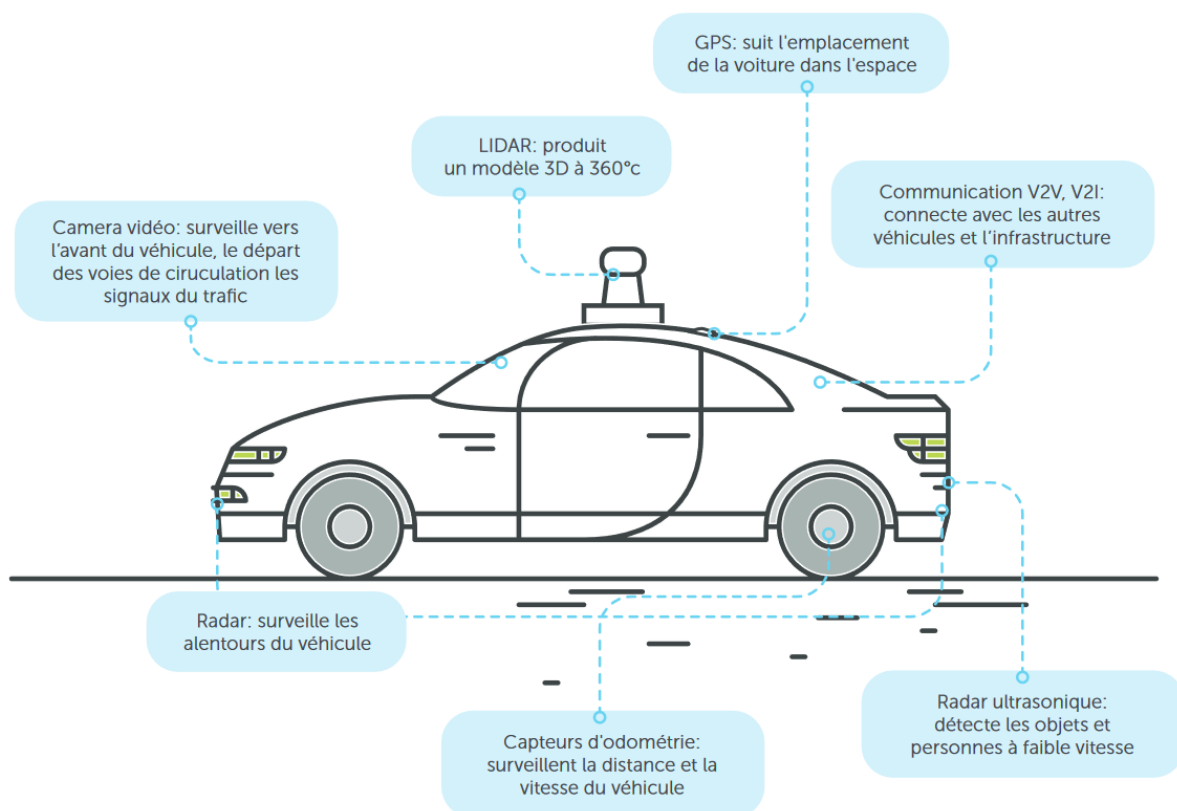 GPS: suit l'emplacement
de la voiture dans l'espace
LIDAR: produit
un modèle 3D à 360°c
Communication V2V, V2I:
connecte avec les autres
véhicules et l'infrastructure
Camera vidéo: surveille vers
l'avant du véhicule, le départ
des voies de ciruculation les
signaux du trafic
Radar: surveille les
alentours du véhicule
Capteurs d'odométrie:
surveillent la distance et la
vitesse du véhicule
Radar ultrasonique:
détecte les objets et
personnes à faible vitesse